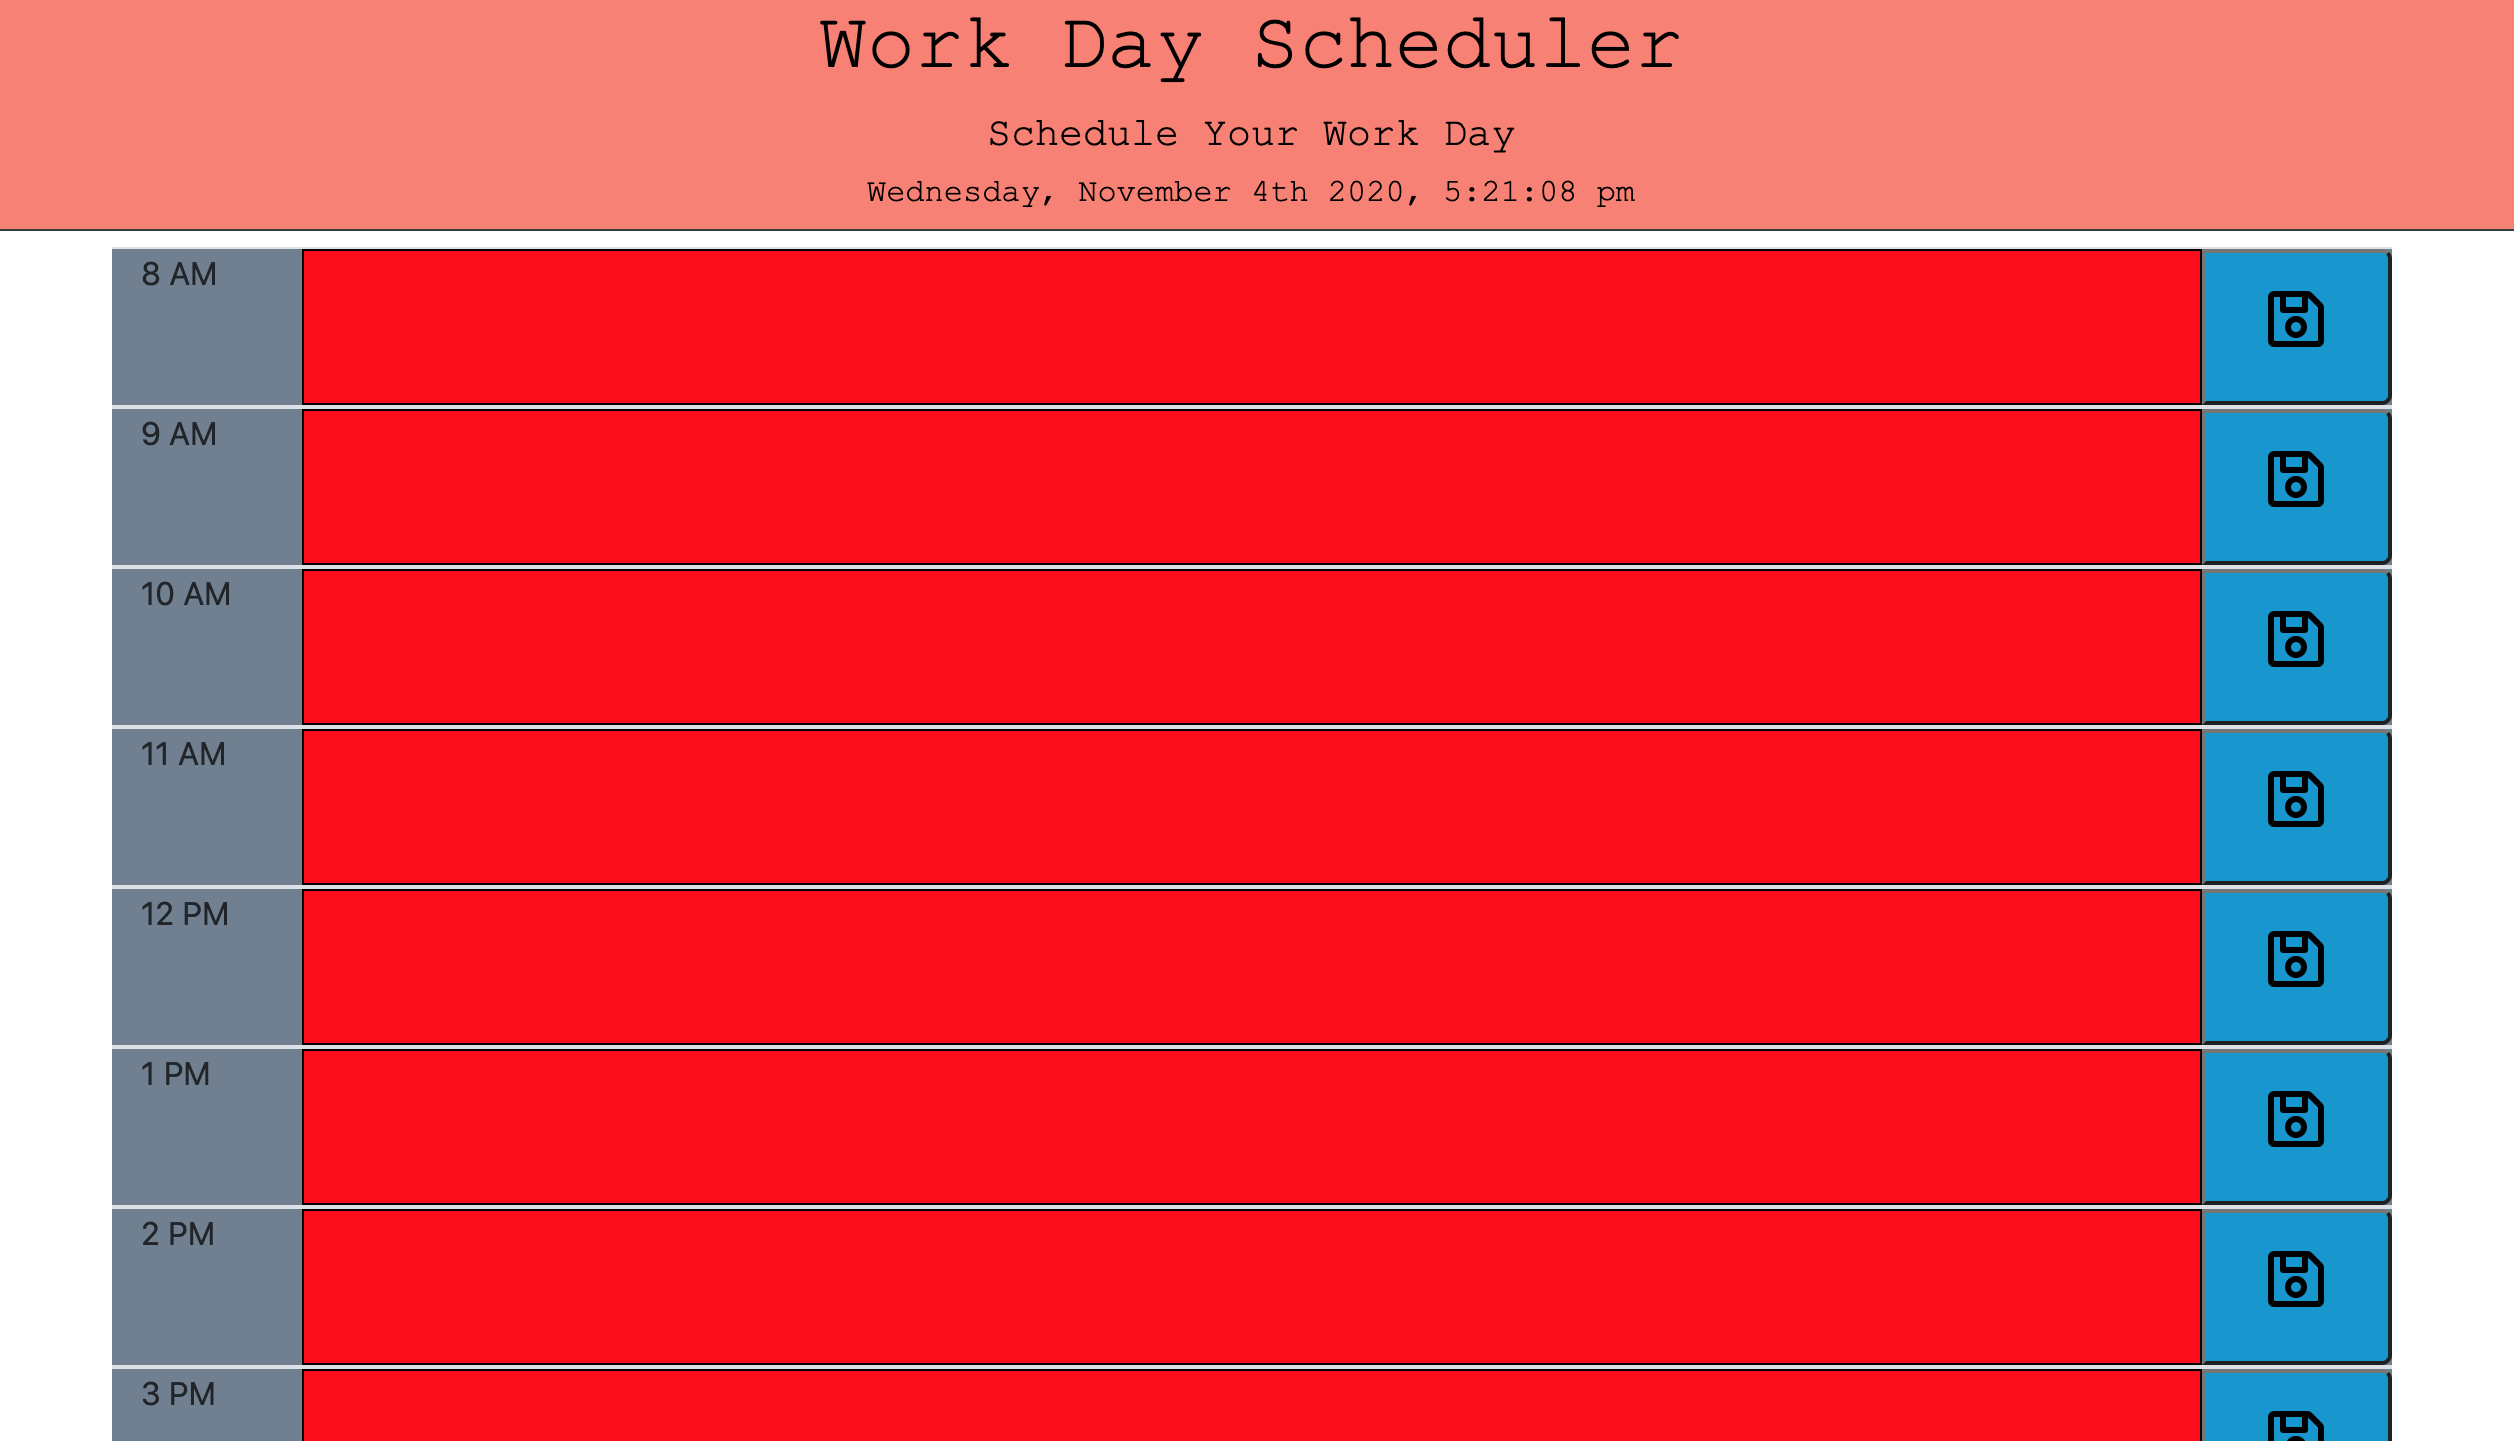 Work Day Scheduler
Schedule Your Work Day
Wednesday, November 4th 2020, 5:21:08 pm
8 AM
9 AM
10 AM
11 AM
12 PM
1 PM
2 PM
3 PM